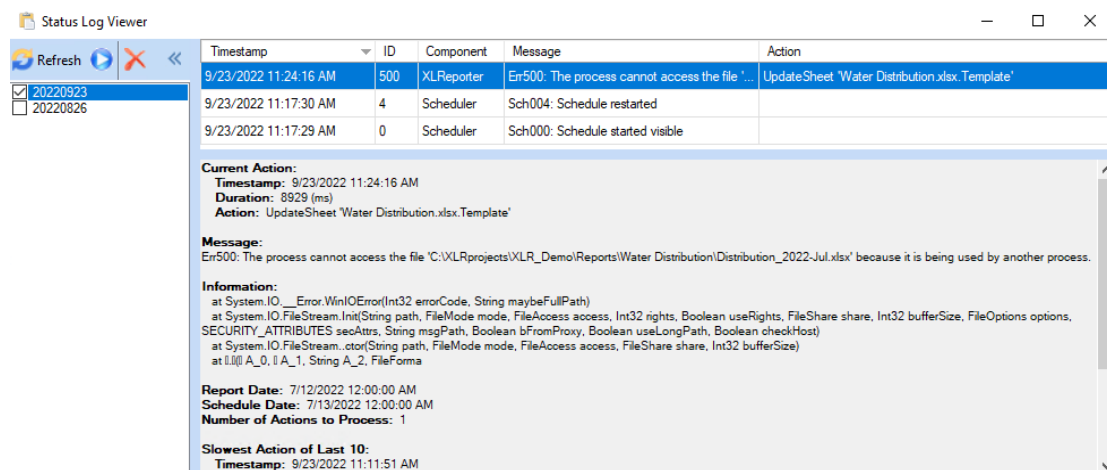 Status Log Viewer
Refresh
20220923
20220826
Timestamp ID Component Message Action
9/23/2022 11:24:16 AM 500 XLReporter Err500: The process cannot access the file '... UpdateSheet 'Water Distribution.xlsx.Template'
9/23/2022 11:17:30 AM 4 Scheduler Sch004: Schedule restarted
9/23/2022 11:17:29 AM 0 Scheduler Sch000: Schedule started visible
Current Action:
Timestamp: 9/23/2022 11:24:16 AM
Duration: 8929 (ms)
Action: UpdateSheet 'Water Distribution.xlsx.Template'
Message:
Err500: The process cannot access the file 'C:\XLRprojects\XLR_Demo\Reports\Water Distribution\Distribution_2022-Jul.xlsx' because it is being used by another process.
Information:
at System.IO.__Error.WinIOError(Int32 errorCode, String maybeFullPath)
at System.IO.FileStream.Init(String path, FileMode mode, FileAccess access, Int32 rights, Boolean useRights, FileShare share, Int32 bufferSize, FileOptions options,
SECURITY_ATTRIBUTES secAttrs, String msgPath, Boolean bFromProxy, Boolean useLongPath, Boolean checkHost)
at System.IO.FileStream..ctor(String path, FileMode mode, FileAccess access, FileShare share, Int32 bufferSize)
at A_0, A_1, String A_2, FileForma
Report Date: 7/12/2022 12:00:00 AM
Schedule Date: 7/13/2022 12:00:00 AM
Number of Actions to Process: 1
Slowest Action of Last 10:
Timestamp: 9/23/2022 11:11:51 AM